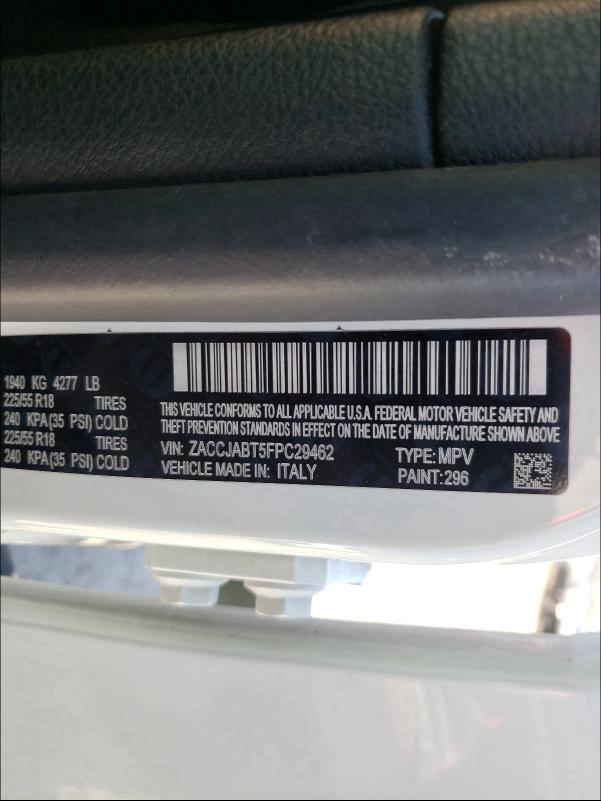 1940 KG 4277 LB
225/55 R18 TIRES
240 KPA(35 PSI) COLD
225/55 R18 TIRES
240 KPA(35 PSI) COLD
THIS VEHICLE CONFORMS TO ALL APPLICABLE U.S.A. FEDERAL MOTOR VEHICLE SAFETY AND
THEFT PREVENTION STANDARDS IN EFFECT ON THE DATE OF MANUFACTURE SHOWN ABOVE
VIN: ZACCJABT5FPC29462 TYPE: MPV
VEHICLE MADE IN: ITALY PAINT: 296